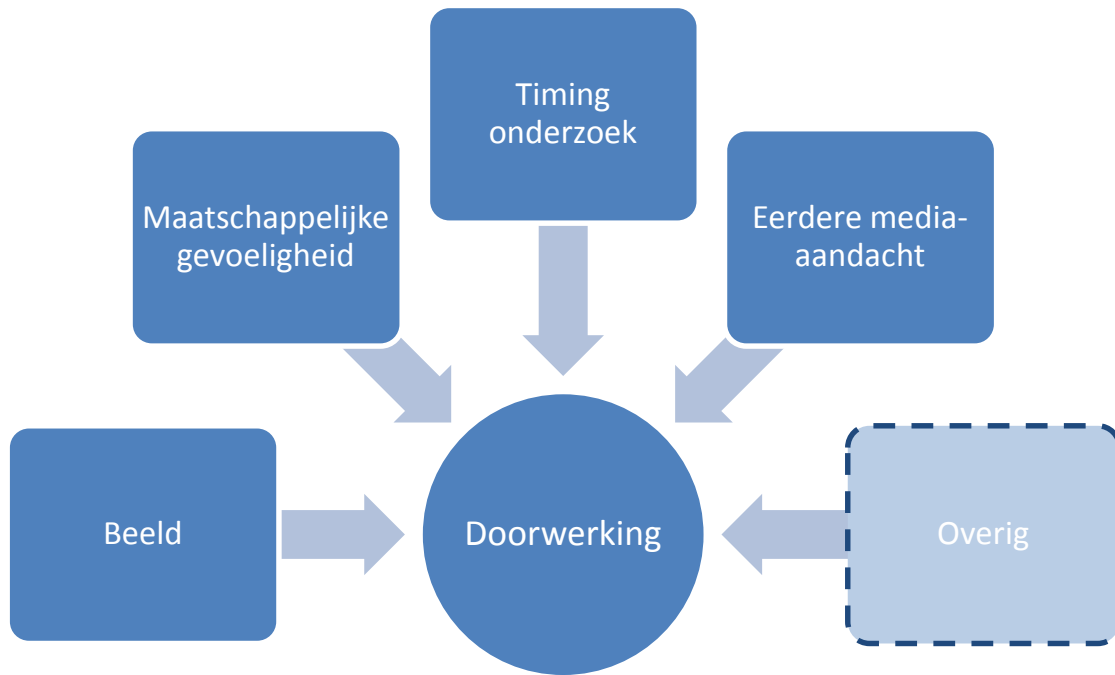 Timing
onderzoek
Maatschappelijke
gevoeligheid
Eerdere media-
aandacht
Beeld
Doorwerking
Overig